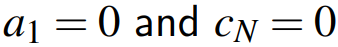 a₁ = 0 and c_N = 0